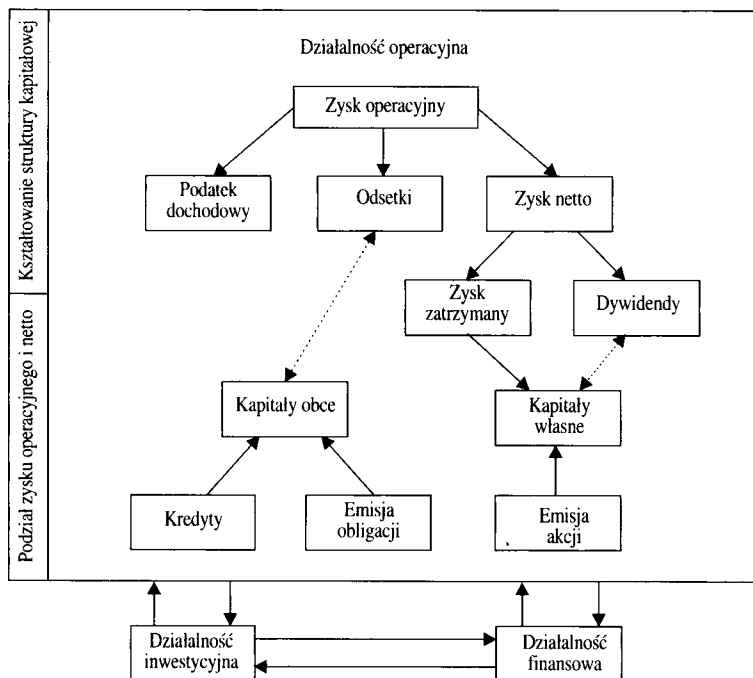 Kształtowanie struktury kapitałowej
Podział zysku operacyjnego i netto
Działalność operacyjna
Zysk operacyjny
Podatek
dochodowy
Odsetki
Zysk netto
Zysk
zatrzymany
Dywidendy
Kapitały obce
Kapitały
własne
Kredyty
Emisja
obligacji
Emisja
akcji
Działalność
inwestycyjna
Działalność
finansowa